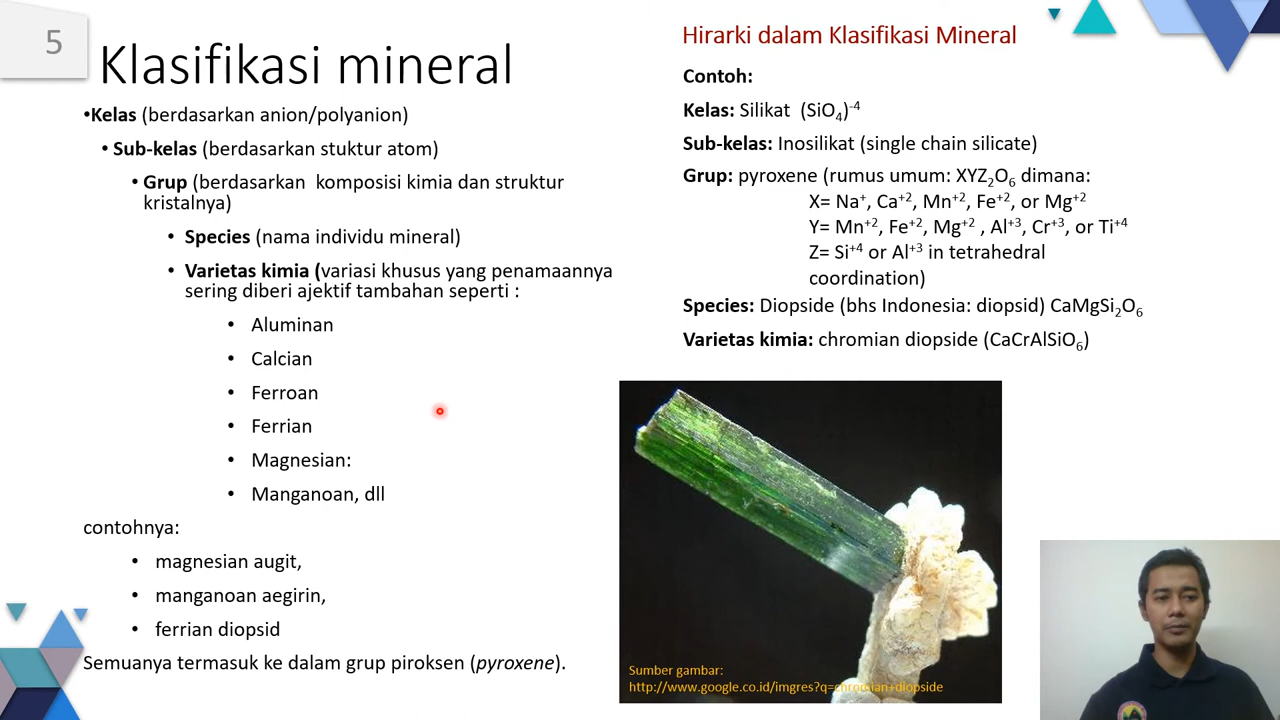 5
Klasifikasi mineral
•Kelas (berdasarkan anion/polyanion)
• Sub-kelas (berdasarkan stuktur atom)
• Grup (berdasarkan komposisi kimia dan struktur
kristalnya)
• Species (nama individu mineral)
• Varietas kimia (variasi khusus yang penamaannya
sering diberi ajektif tambahan seperti :
• Aluminan
• Calcian
• Ferroan
• Ferrian
• Magnesian:
• Manganoan, dll
contohnya:
• magnesian augit,
• manganoan aegirin,
• ferrian diopsid
Semuanya termasuk ke dalam grup piroksen (pyroxene).
Hirarki dalam Klasifikasi Mineral
Contoh:
Kelas: Silikat (SiO₄)⁻⁴
Sub-kelas: Inosilikat (single chain silicate)
Grup: pyroxene (rumus umum: XYZ₂O₆ dimana:
X= Na⁺, Ca⁺², Mn⁺², Fe⁺², or Mg⁺²
Y= Mn⁺², Fe⁺², Mg⁺² , Al⁺³, Cr⁺³, or Ti⁺⁴
Z= Si⁺⁴ or Al⁺³ in tetrahedral
coordination)
Species: Diopside (bhs Indonesia: diopsid) CaMgSi₂O₆
Varietas kimia: chromian diopside (CaCrAlSiO₆)
Sumber gambar:
http://www.google.co.id/imgres?q=chromian+diopside